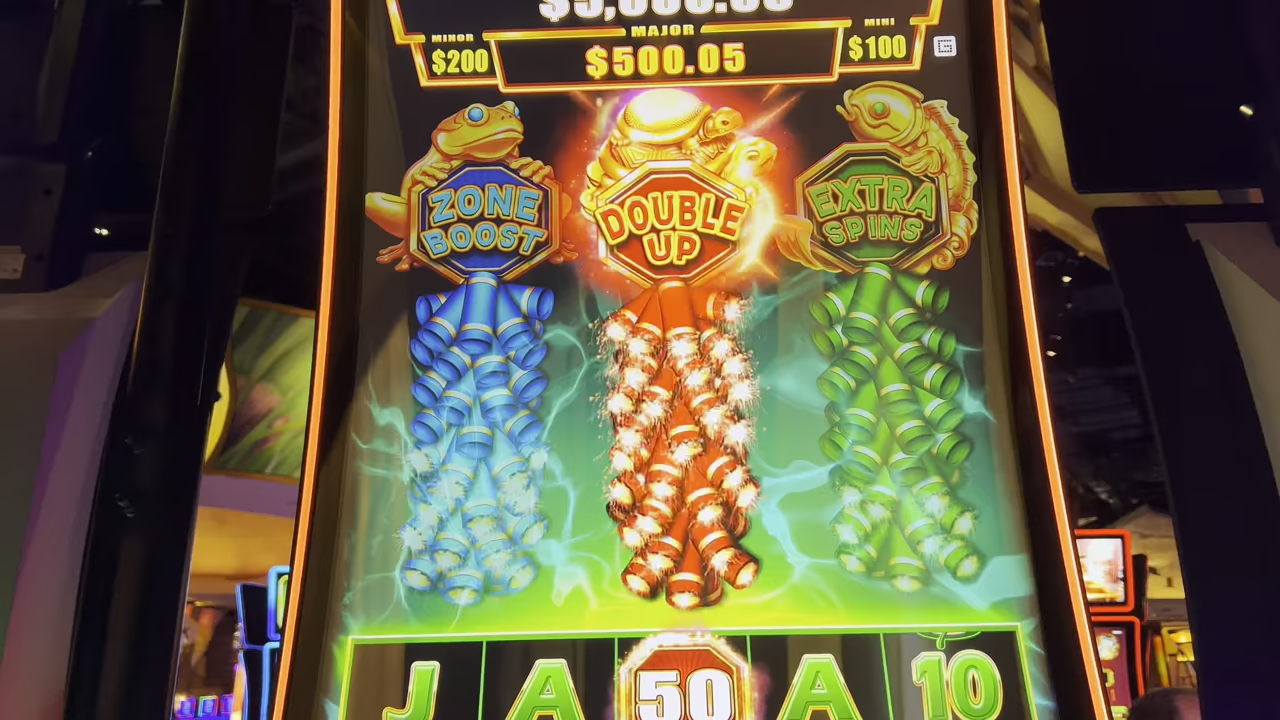 MINOR
MAJOR
MINI
$200
$500.05
$100
ZONE
BOOST
DOUBLE
UP
EXTRA
SPINS
J
A
50
A
10